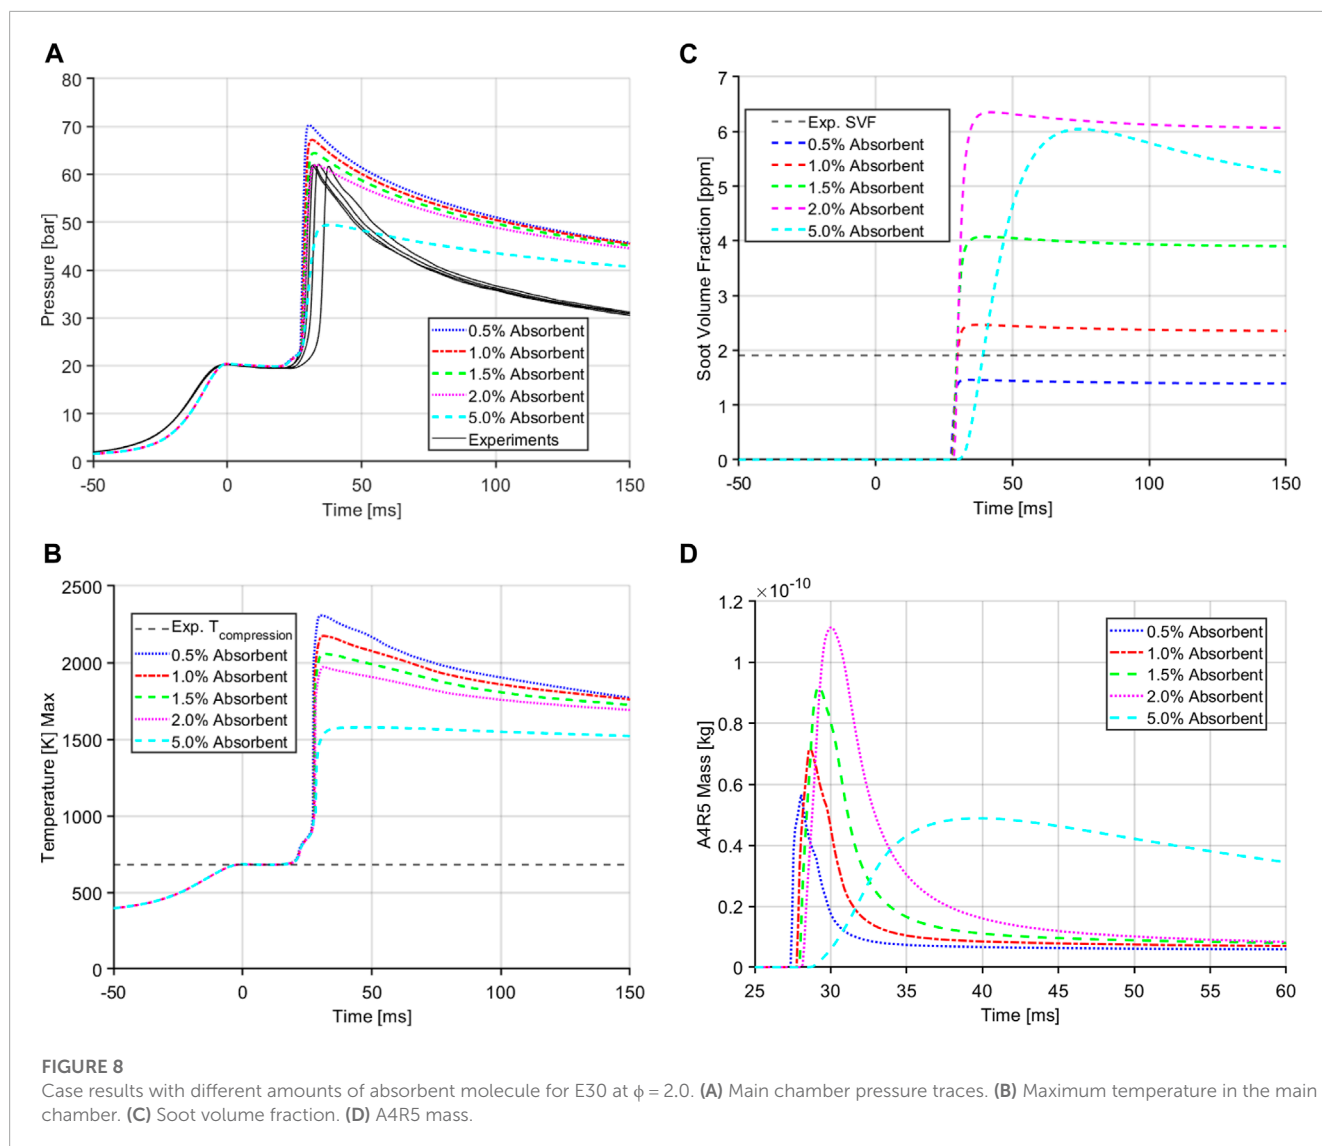 A
80
70
60
50
40
30
20
10
0
Pressure [bar]
-50
0
50
100
150
Time [ms]
0.5% Absorbent
1.0% Absorbent
1.5% Absorbent
2.0% Absorbent
5.0% Absorbent
Experiments
C
7
6
5
4
3
2
1
0
Soot Volume Fraction [ppm]
-50
0
50
100
150
Time [ms]
Exp. SVF
0.5% Absorbent
1.0% Absorbent
1.5% Absorbent
2.0% Absorbent
5.0% Absorbent
B
2500
2000
1500
1000
500
0
Temperature [K] Max
-50
0
50
100
150
Time [ms]
Exp. Tcompression
0.5% Absorbent
1.0% Absorbent
1.5% Absorbent
2.0% Absorbent
5.0% Absorbent
D
×10-10
1.2
1
0.8
0.6
0.4
0.2
0
A4R5 Mass [kg]
25
30
35
40
45
50
55
60
Time [ms]
0.5% Absorbent
1.0% Absorbent
1.5% Absorbent
2.0% Absorbent
5.0% Absorbent
FIGURE 8
Case results with different amounts of absorbent molecule for E30 at ϕ = 2.0. (A) Main chamber pressure traces. (B) Maximum temperature in the main
chamber. (C) Soot volume fraction. (D) A4R5 mass.